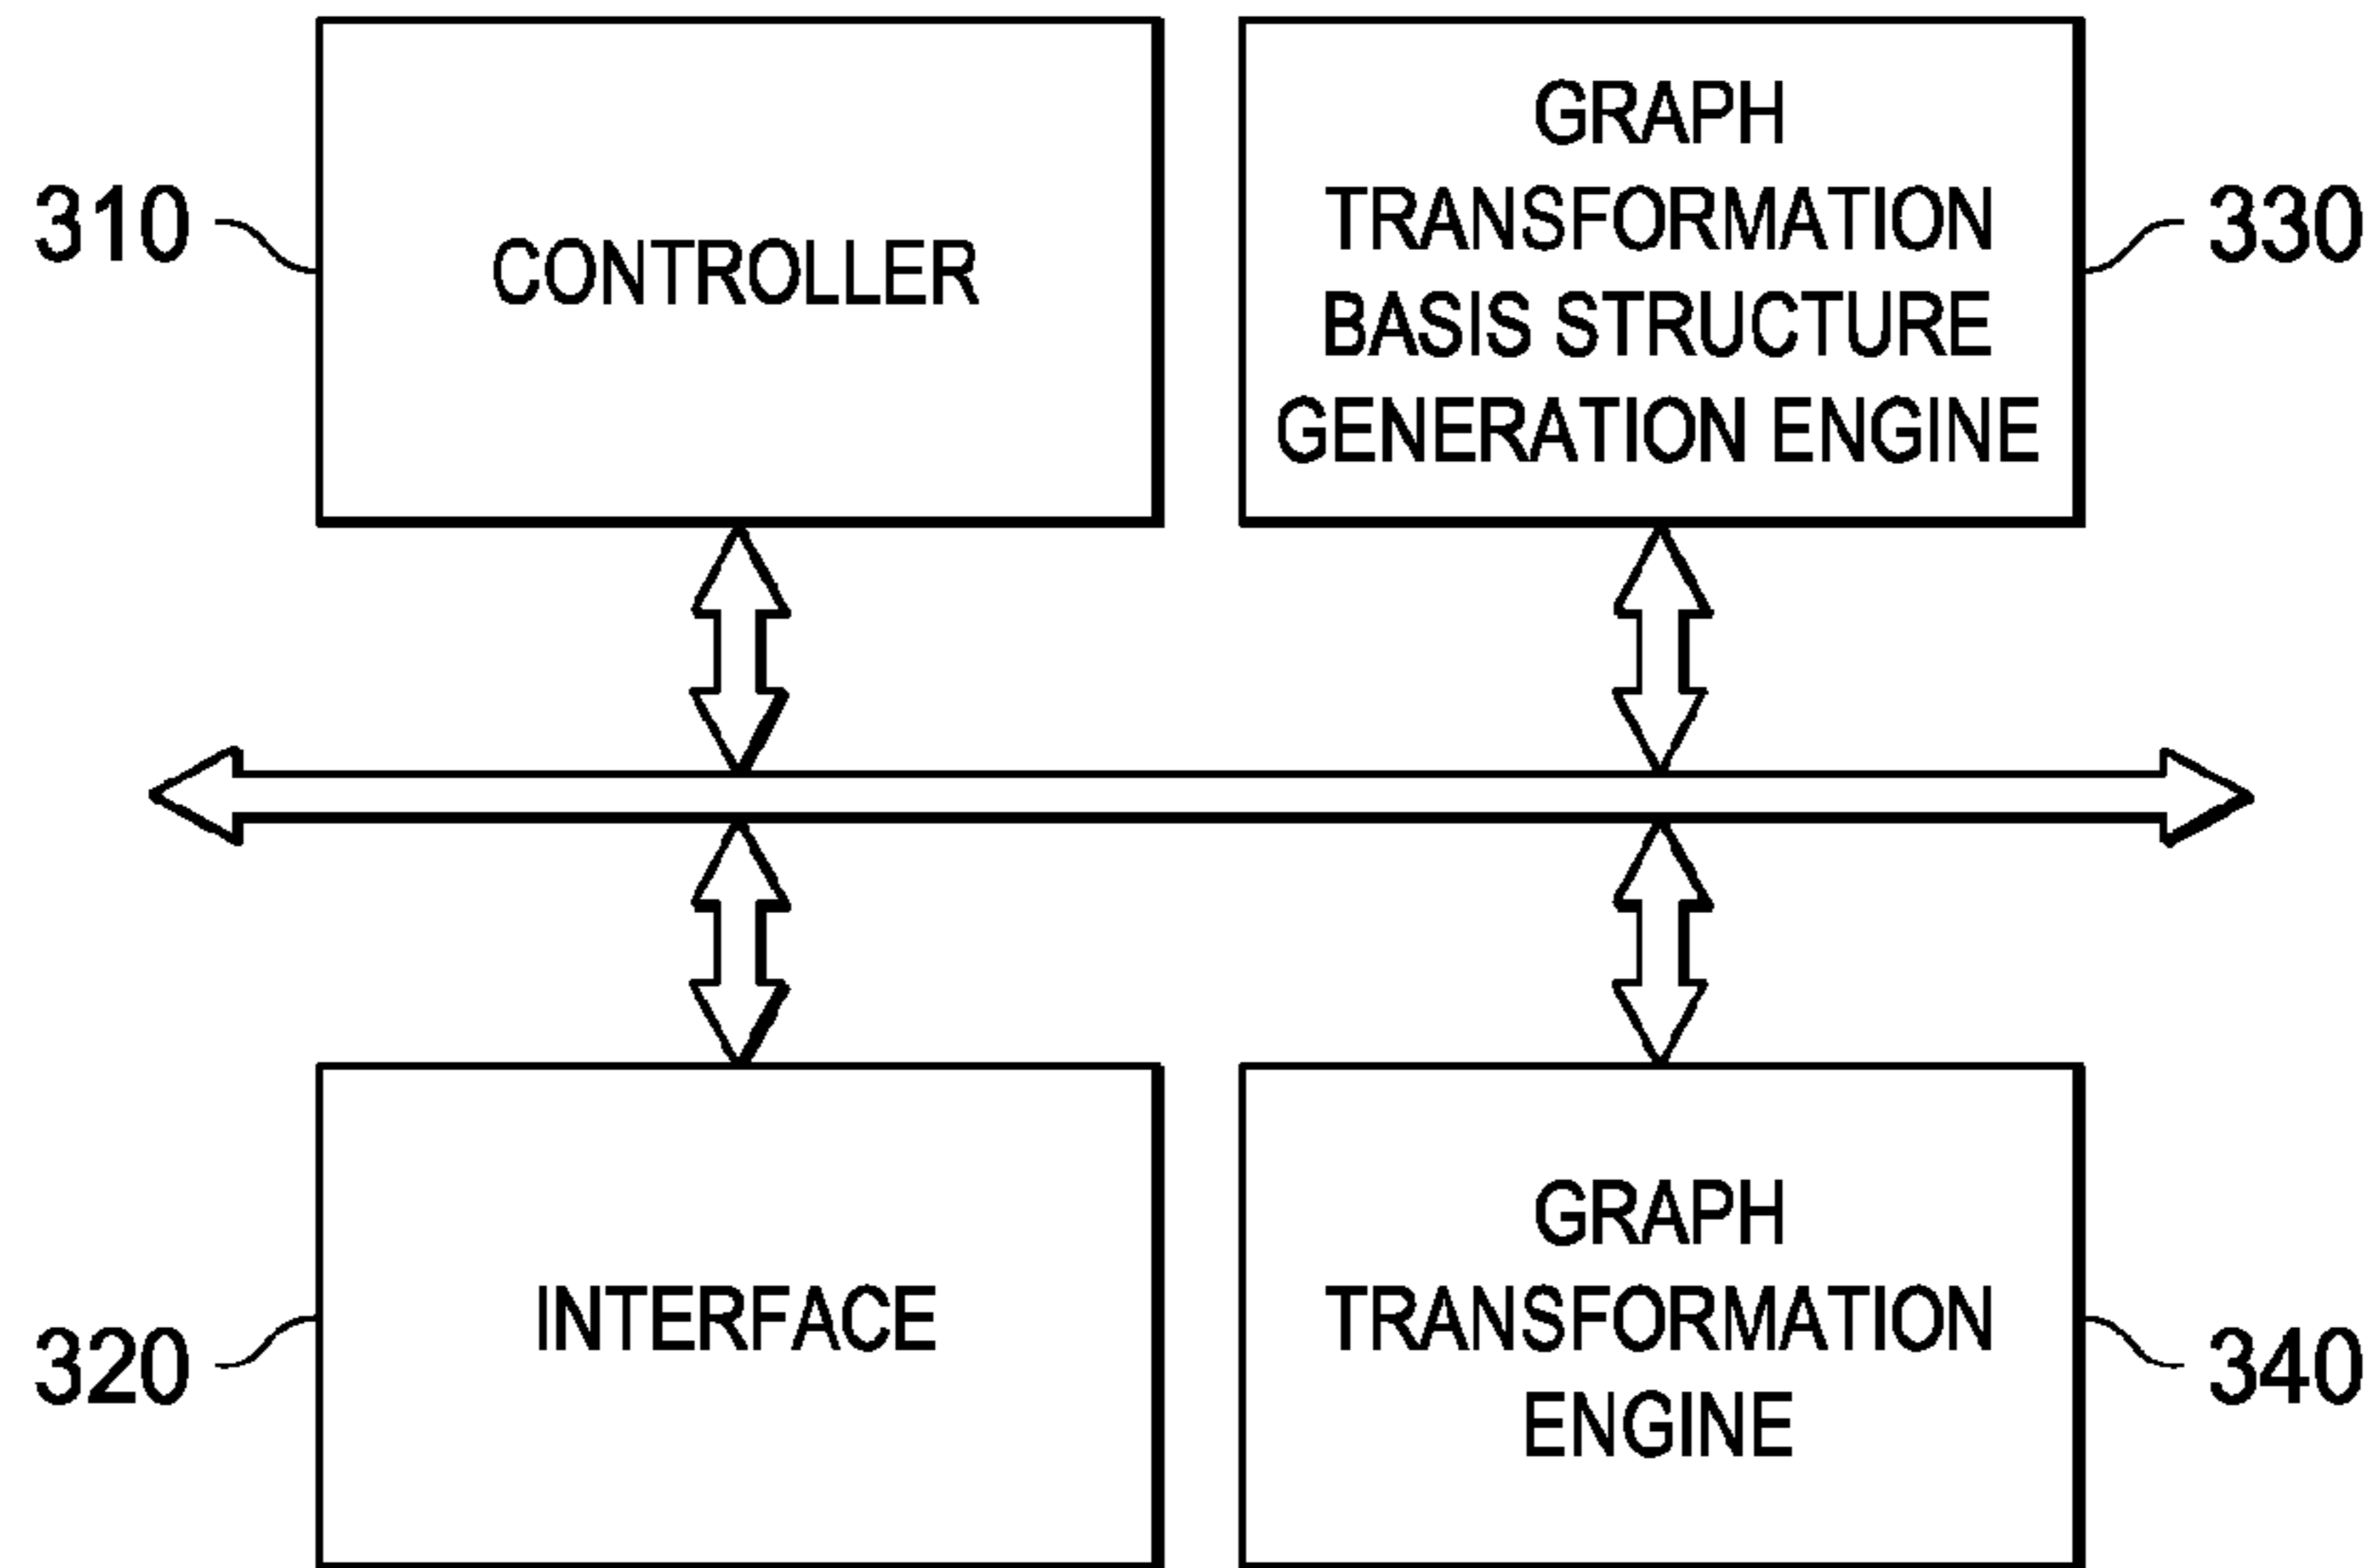 310
CONTROLLER
GRAPH
TRANSFORMATION
BASIS STRUCTURE
GENERATION ENGINE
330
320
INTERFACE
GRAPH
TRANSFORMATION
ENGINE
340